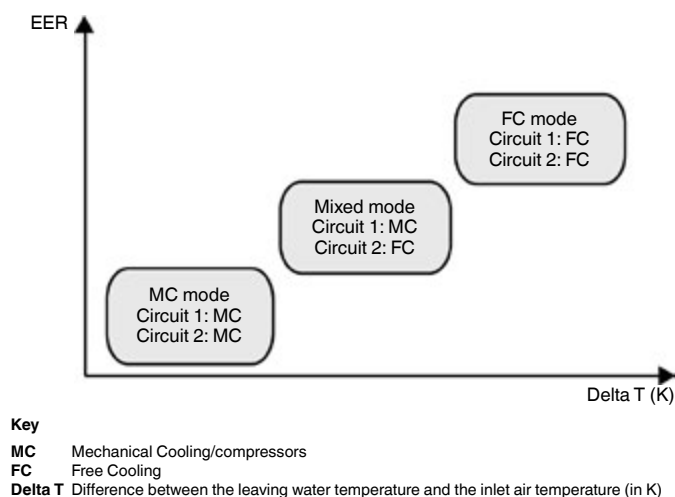 EER
FC mode
Circuit 1: FC
Circuit 2: FC
Mixed mode
Circuit 1: MC
Circuit 2: FC
MC mode
Circuit 1: MC
Circuit 2: MC
Delta T (K)
Key
MC Mechanical Cooling/compressors
FC Free Cooling
Delta T Difference between the leaving water temperature and the inlet air temperature (in K)